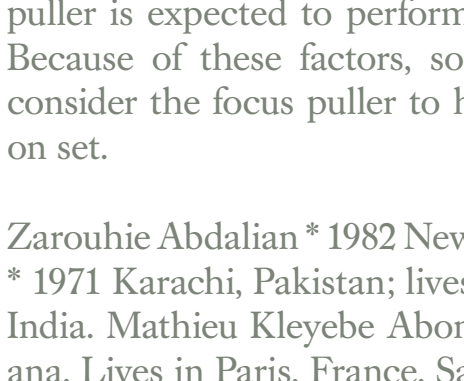 puller is expected to perform
Because of these factors, so
consider the focus puller to
on set.
Zarouhie Abdalian * 1982 New
* 1971 Karachi, Pakistan; lives
India. Mathieu Kleyebe Abon
ana. Lives in Paris, France. Sa